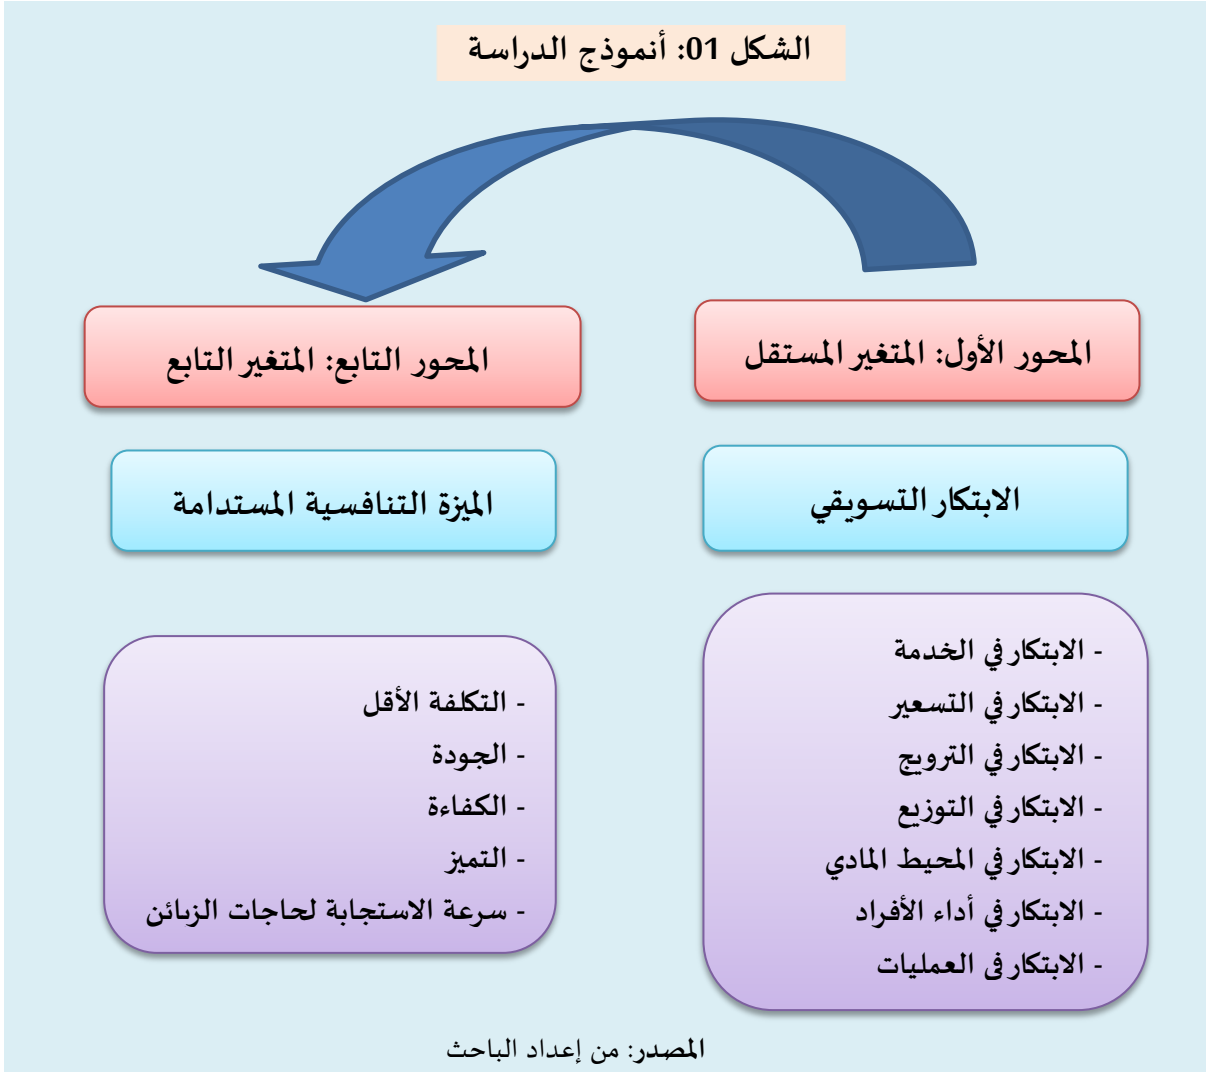 الشكل 01: أنموذج الدراسة
المحور الأول: المتغير المستقل
المحور التابع: المتغير التابع
الابتكار التسويقي
الميزة التنافسية المستدامة
- الابتكار في الخدمة
- الابتكار في التسعير
- الابتكار في الترويج
- الابتكار في التوزيع
- الابتكار في المحيط المادي
- الابتكار في أداء الأفراد
- الابتكار في العمليات
- التكلفة الأقل
- الجودة
- الكفاءة
- التميز
- سرعة الاستجابة لحاجات الزبائن
المصدر: من إعداد الباحث